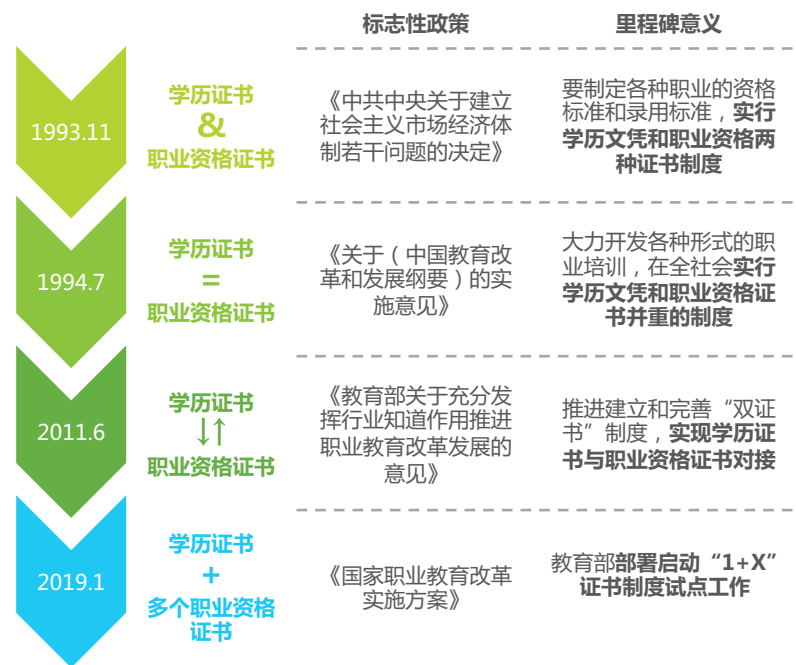 标志性政策
里程碑意义
1993.11
学历证书
&
职业资格证书
《中共中央关于建立
社会主义市场经济体
制若干问题的决定》
要制定各种职业的资格
标准和录用标准，实行
学历文凭和职业资格两
种证书制度
1994.7
学历证书
=
职业资格证书
《关于（中国教育改
革和发展纲要）的实
施意见》
大力开发各种形式的职
业培训，在全社会实行
学历文凭和职业资格证
书并重的制度
2011.6
学历证书
↓↑
职业资格证书
《教育部关于充分发
挥行业知道作用推进
职业教育改革发展的
意见》
推进建立和完善“双证
书”制度，实现学历证
书与职业资格证书对接
2019.1
学历证书
+
多个职业资格
证书
《国家职业教育改革
实施方案》
教育部部署启动“1+X”
证书制度试点工作